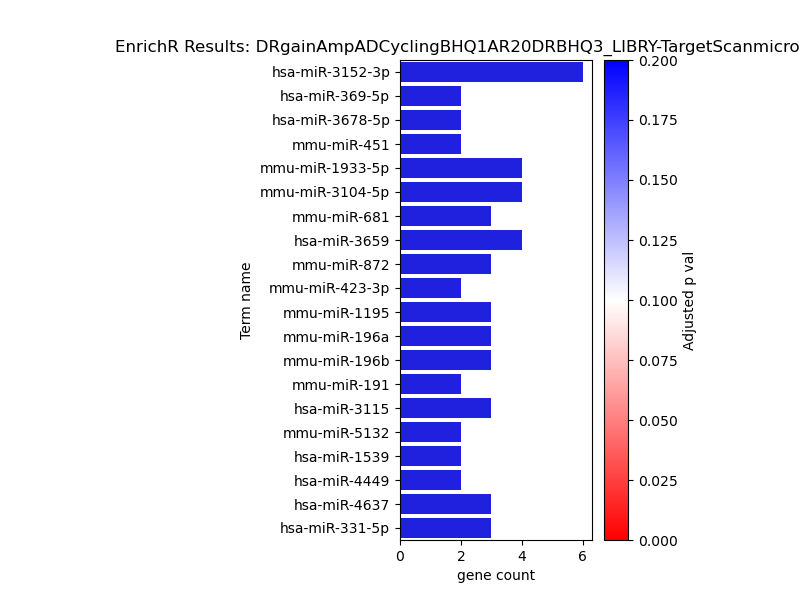 EnrichR Results: DRgainAmpADCyclingBHQ1AR20DRBHQ3_LIBRY-TargetScanmicro
hsa-miR-3152-3p
hsa-miR-369-5p
hsa-miR-3678-5p
mmu-miR-451
mmu-miR-1933-5p
mmu-miR-3104-5p
mmu-miR-681
hsa-miR-3659
mmu-miR-872
mmu-miR-423-3p
mmu-miR-1195
mmu-miR-196a
mmu-miR-196b
mmu-miR-191
hsa-miR-3115
mmu-miR-5132
hsa-miR-1539
hsa-miR-4449
hsa-miR-4637
hsa-miR-331-5p
Term name
0 2 4 6
gene count
0.200
0.175
0.150
0.125
0.100
0.075
0.050
0.025
0.000
Adjusted p val